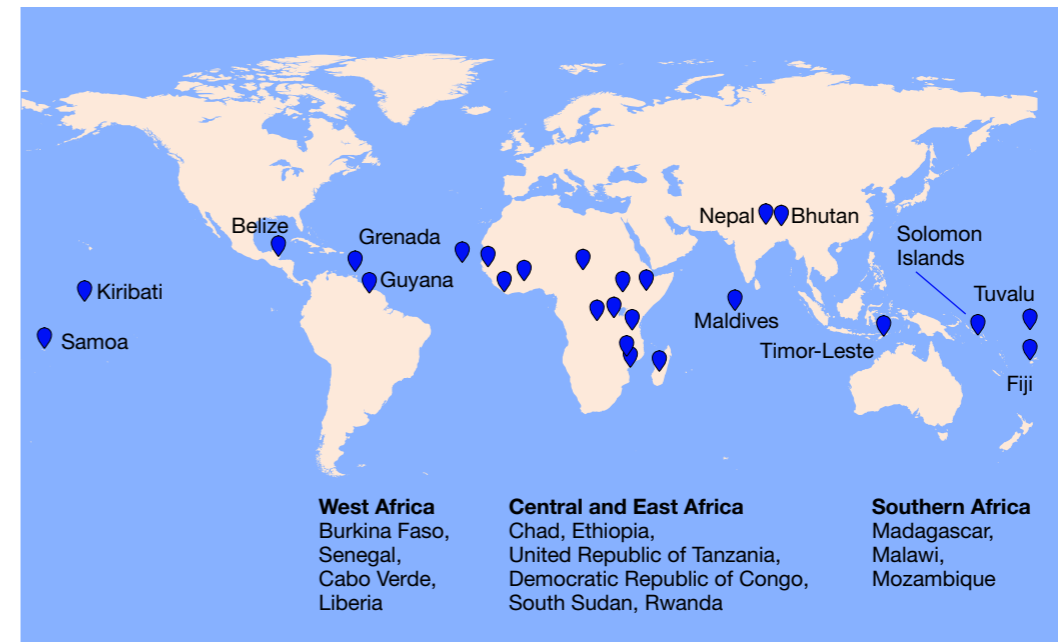 Belize
Grenada
Guyana
Kiribati
Samoa
Nepal
Bhutan
Solomon
Islands
Tuvalu
Maldives
Timor-Leste
Fiji
West Africa
Burkina Faso,
Senegal,
Cabo Verde,
Liberia
Central and East Africa
Chad, Ethiopia,
United Republic of Tanzania,
Democratic Republic of Congo,
South Sudan, Rwanda
Southern Africa
Madagascar,
Malawi,
Mozambique